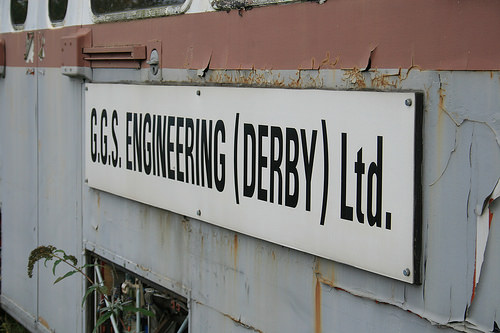 G.G.S. ENGINEERING (DERBY) Ltd.